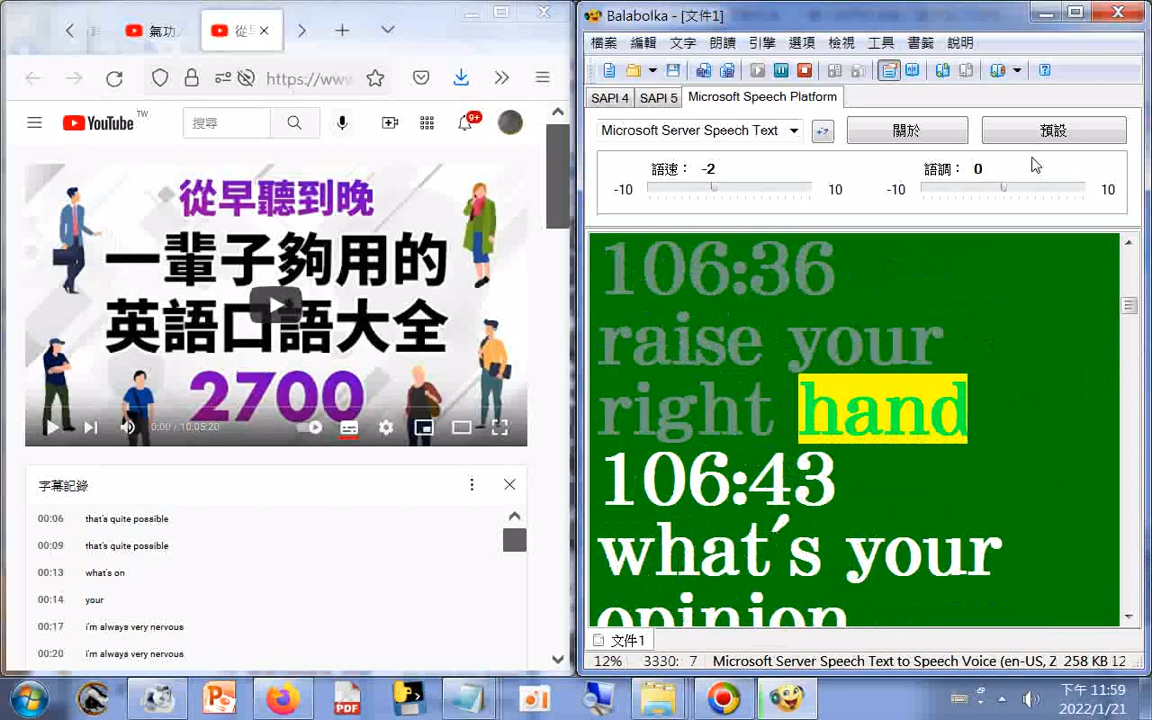 氣功
從
https://www
YouTube TW
搜尋
9+
從早聽到晚
一輩子夠用的
英語口語大全
2700
0:00 / 10:05:20
字幕記錄
00:06 that's quite possible
00:09 that's quite possible
00:13 what's on
00:14 your
00:17 i'm always very nervous
00:20 i'm always very nervous
Balabolka - [文件1]
檔案 編輯 文字 朗讀 引擎 選項 檢視 工具 書籤 說明
SAPI 4 SAPI 5 Microsoft Speech Platform
Microsoft Server Speech Text 關於 預設
語速： -2 語調： 0
-10 10 -10 10
106:36
raise your
right hand
106:43
what´s your
opinion
文件1
12% 3330: 7 Microsoft Server Speech Text to Speech Voice (en-US, Z 258 KB 12
PDF
下午 11:59
2022/1/21